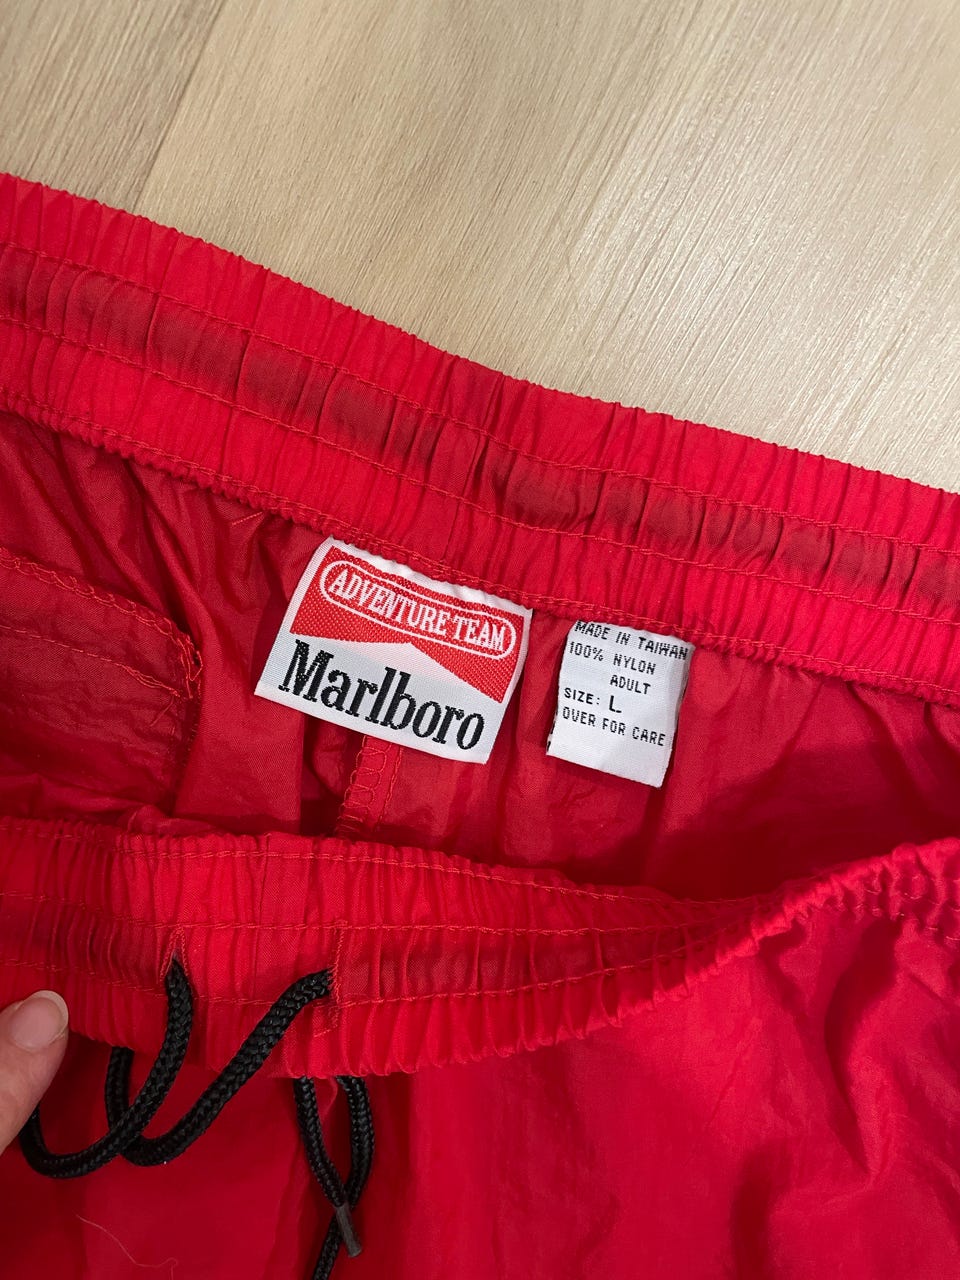 ADVENTURE TEAM
Marlboro
MADE IN TAIWAN
100% NYLON
ADULT
SIZE: L
OVER FOR CARE